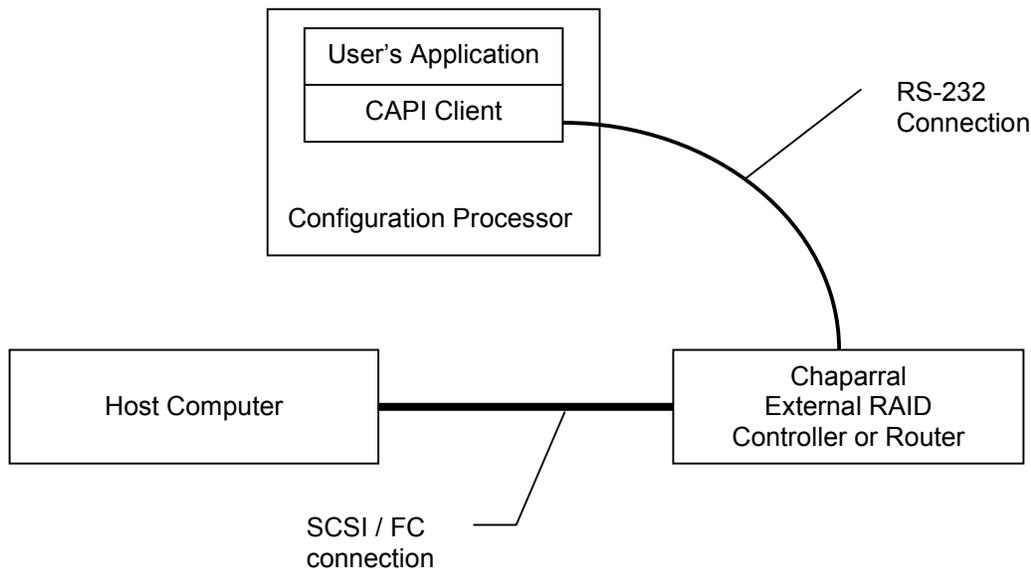 User’s Application
CAPI Client
Configuration Processor
RS-232
Connection
Host Computer
Chaparral
External RAID
Controller or Router
SCSI / FC
connection